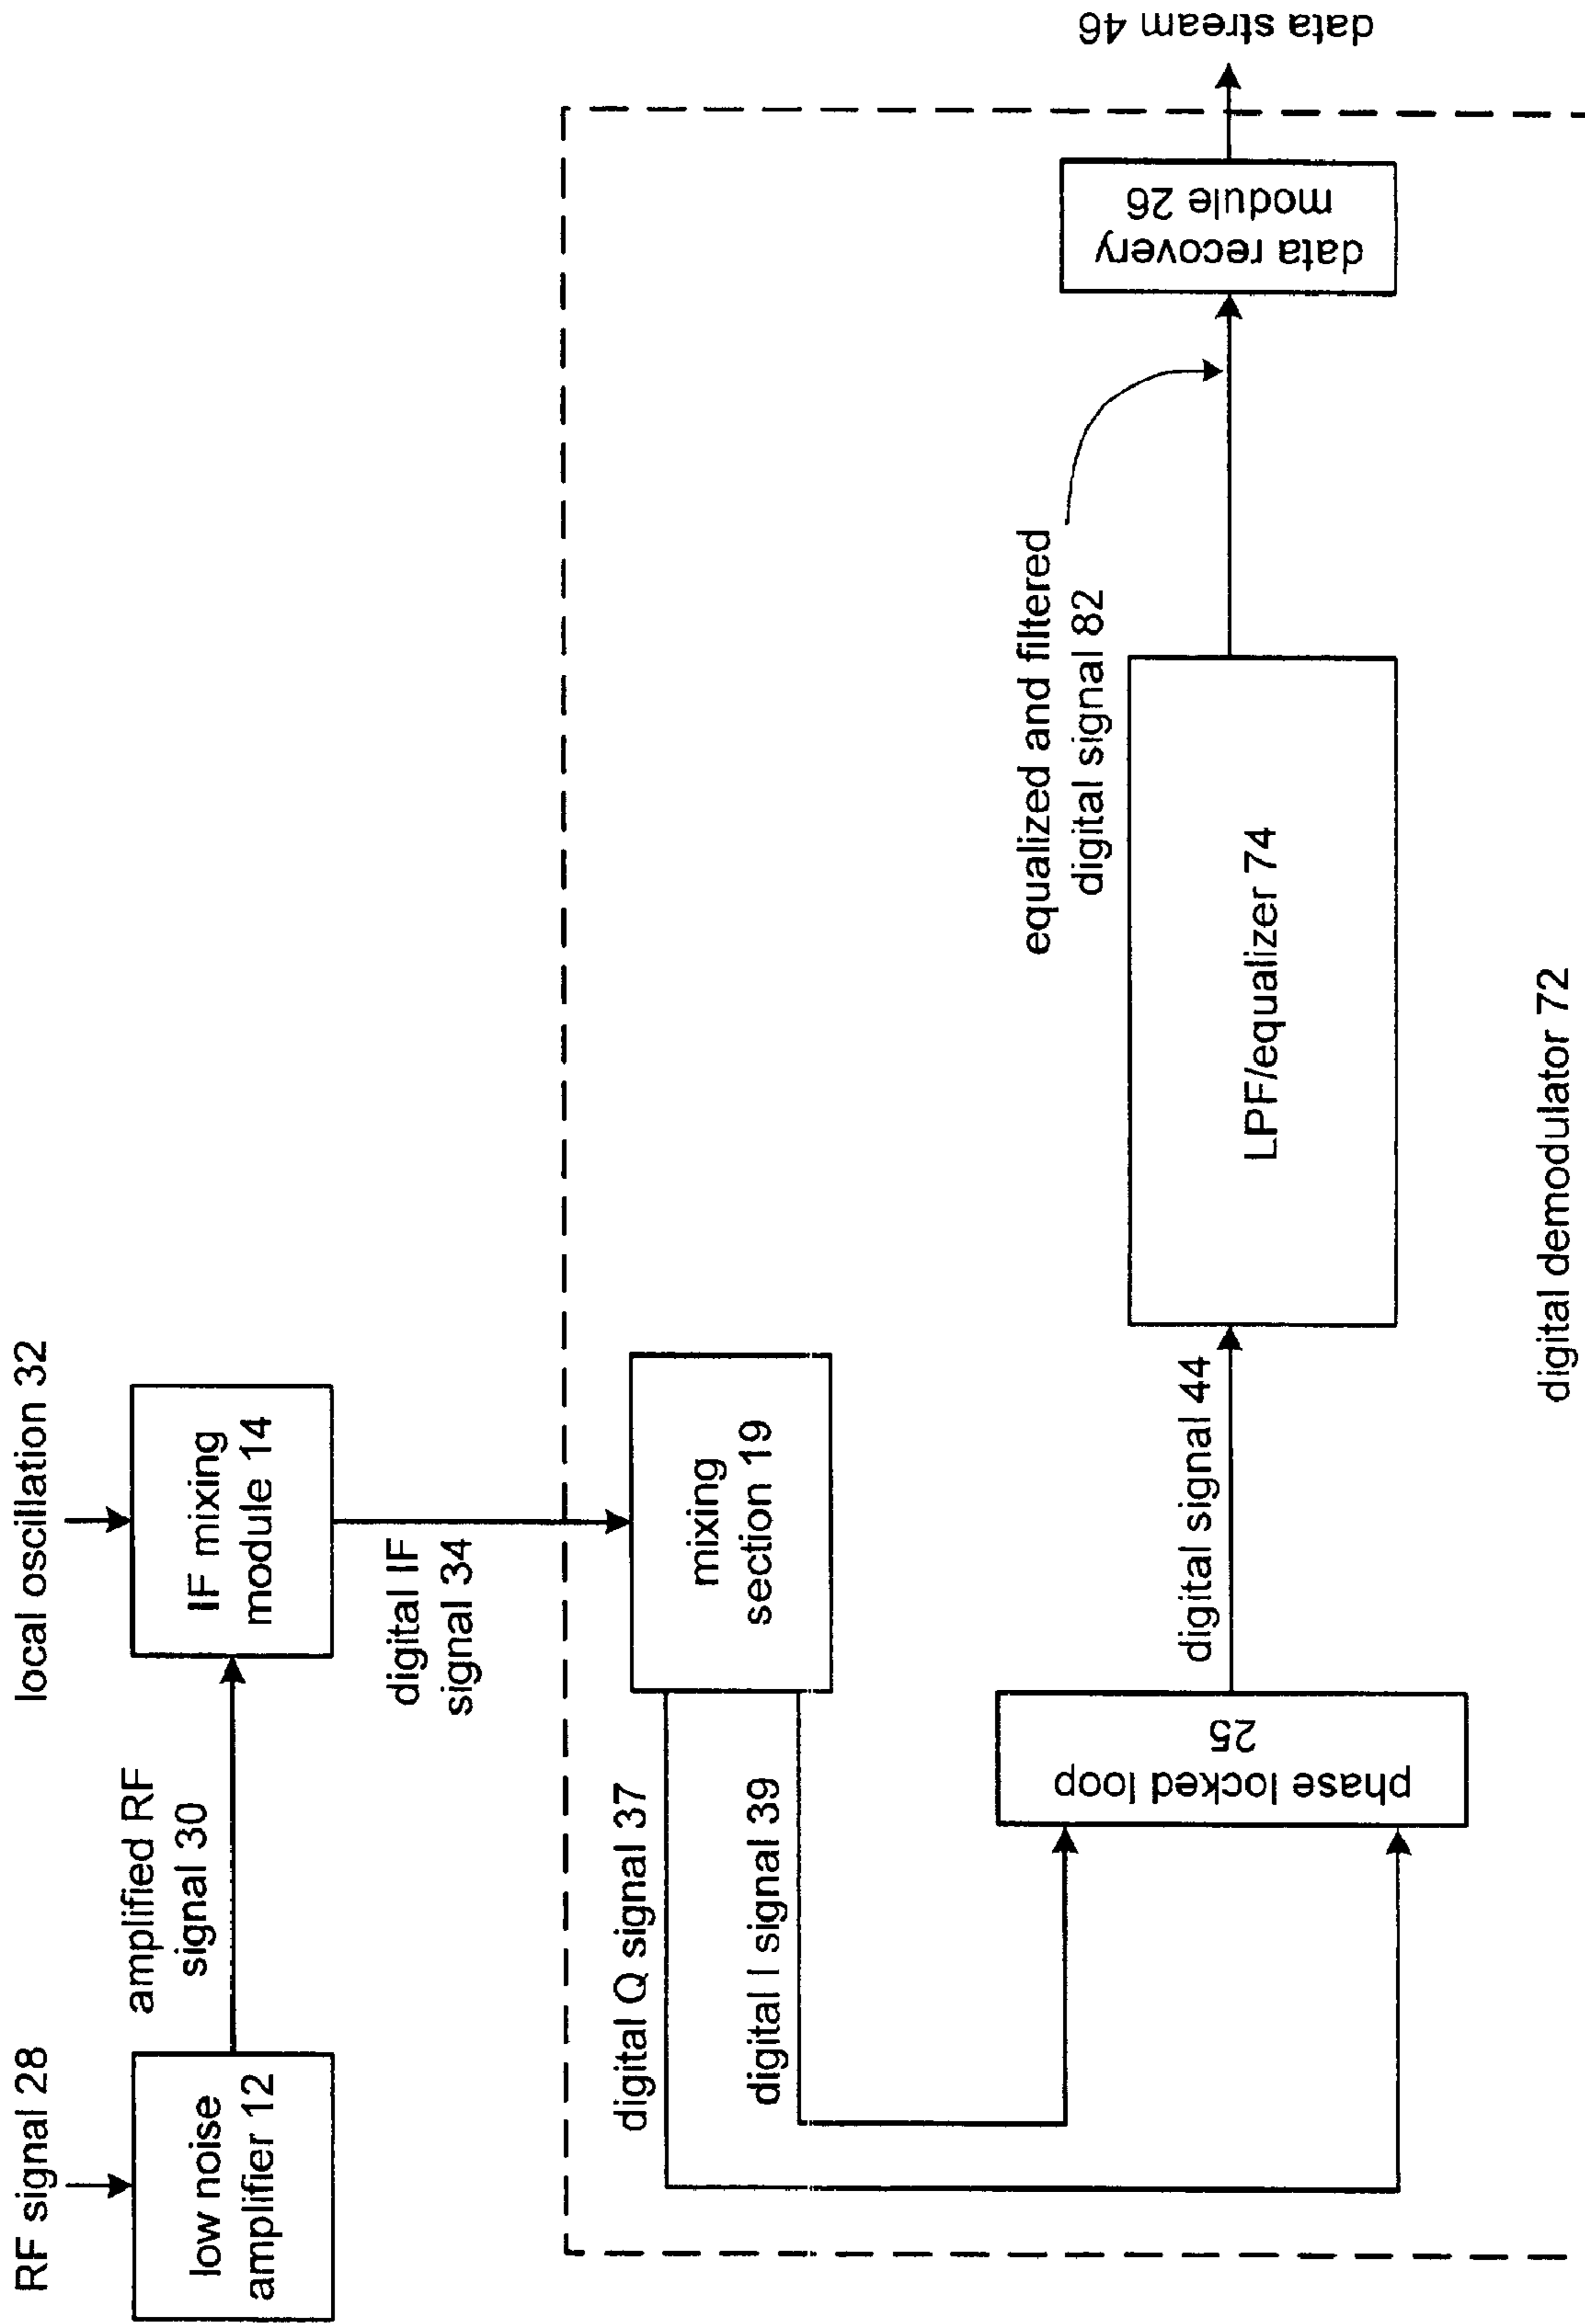 RF signal 28
low noise
amplifier 12
amplified RF
signal 30
local oscillation 32
IF mixing
module 14
digital IF
signal 34
mixing
section 19
digital Q signal 37
digital I signal 39
phase locked loop
25
digital signal 44
LPF/equalizer 74
equalized and filtered
digital signal 82
data recovery
module 26
data stream 46
digital demodulator 72